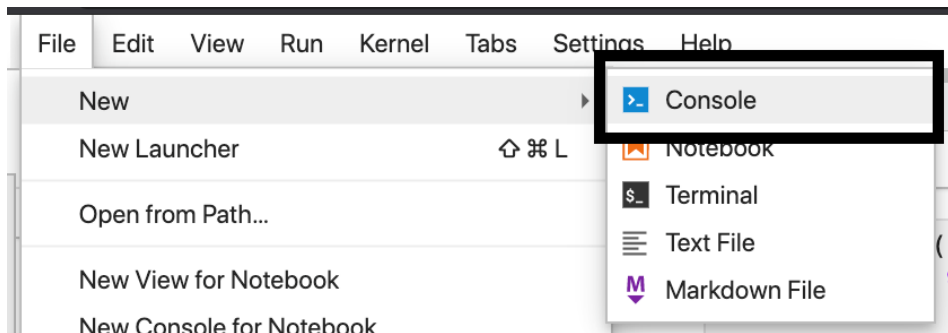 File Edit View Run Kernel Tabs Settings Help
New
Console
New Launcher ⇧ ⌘ L
Notebook
$_ Terminal
Open from Path...
Text File
New View for Notebook
M Markdown File
New Console for Notebook
(